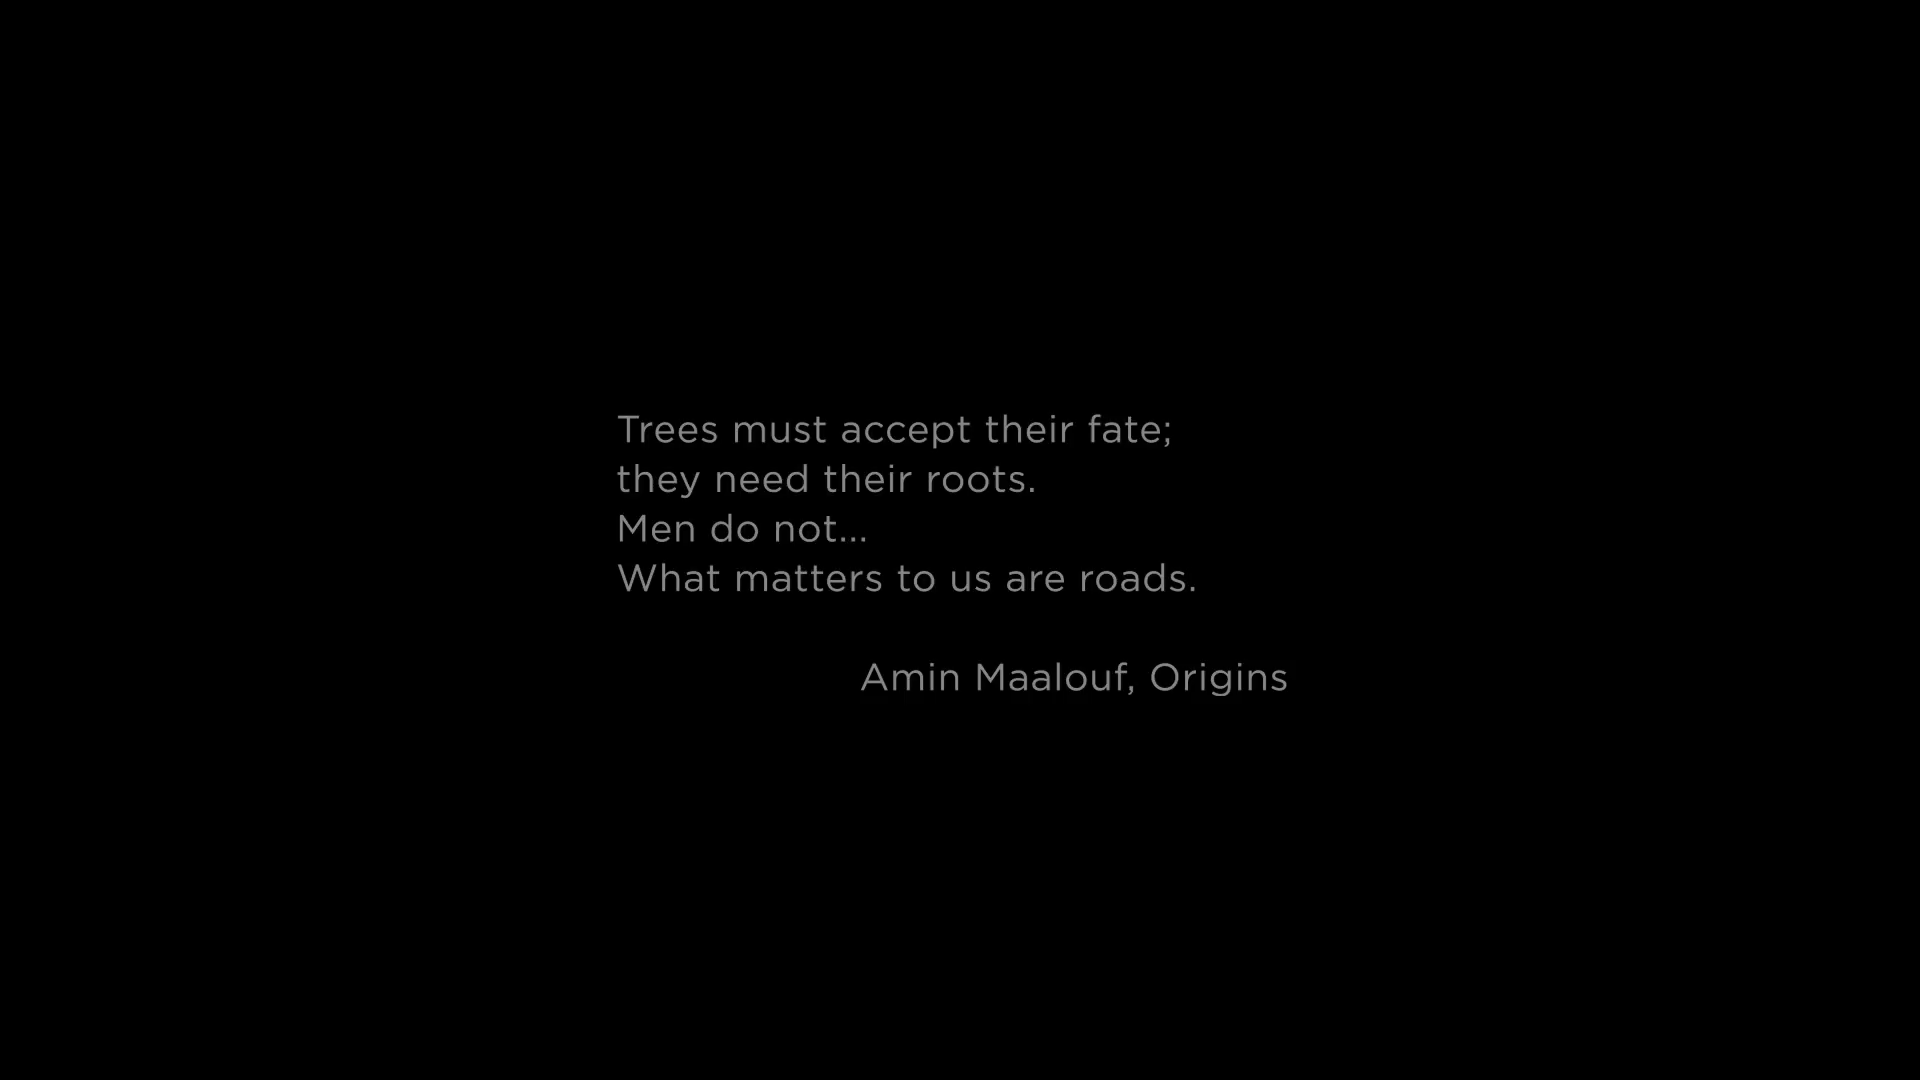 Trees must accept their fate;
they need their roots.
Men do not...
What matters to us are roads.
Amin Maalouf, Origins